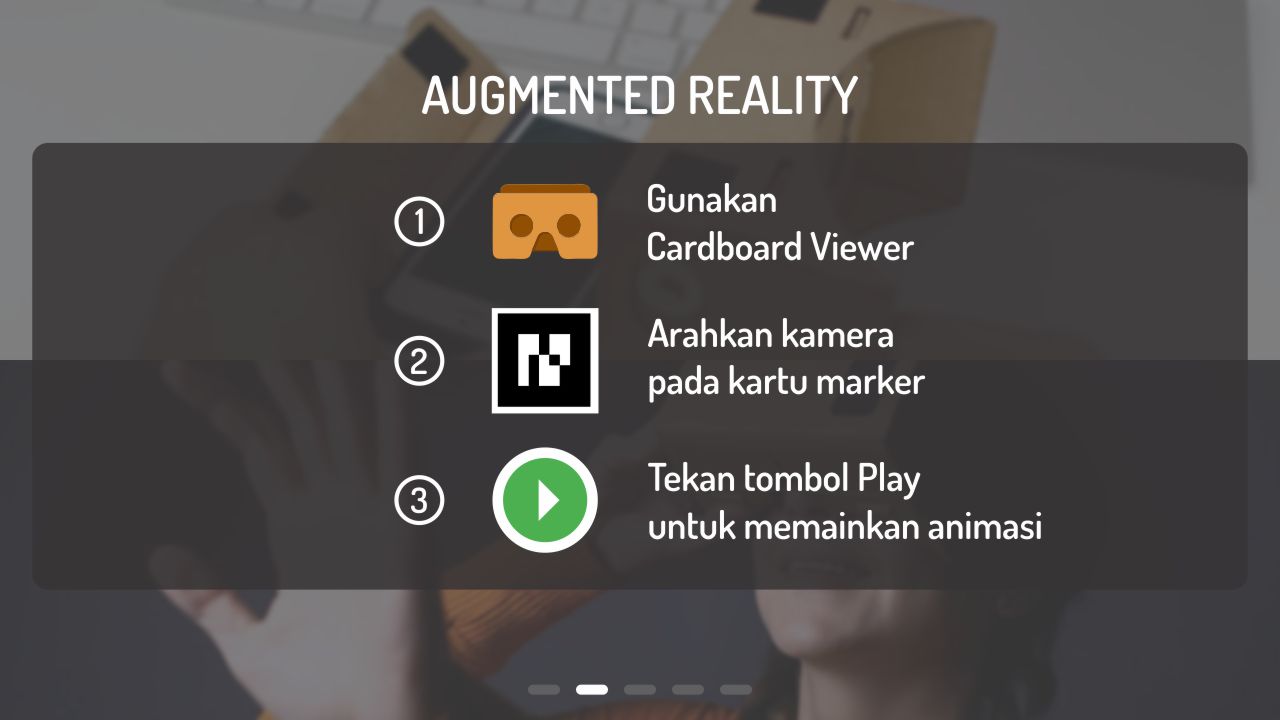 AUGMENTED REALITY
1
Gunakan
Cardboard Viewer
2
Arahkan kamera
pada kartu marker
3
Tekan tombol Play
untuk memainkan animasi